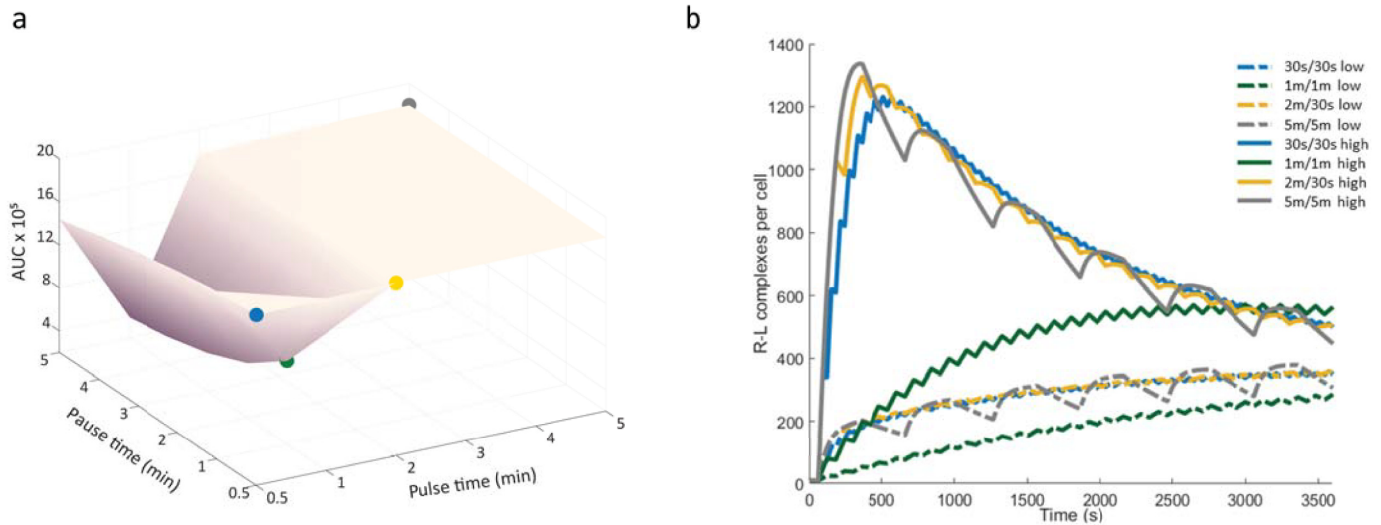 a
20
16
12
8
4
AUC x 10⁵
5
4
3
2
1
0.5
Pause time (min)
0.5
1
2
3
4
5
Pulse time (min)
b
1400
1200
1000
800
600
400
200
0
R-L complexes per cell
0
500
1000
1500
2000
2500
3000
3500
Time (s)
30s/30s low
1m/1m low
2m/30s low
5m/5m low
30s/30s high
1m/1m high
2m/30s high
5m/5m high